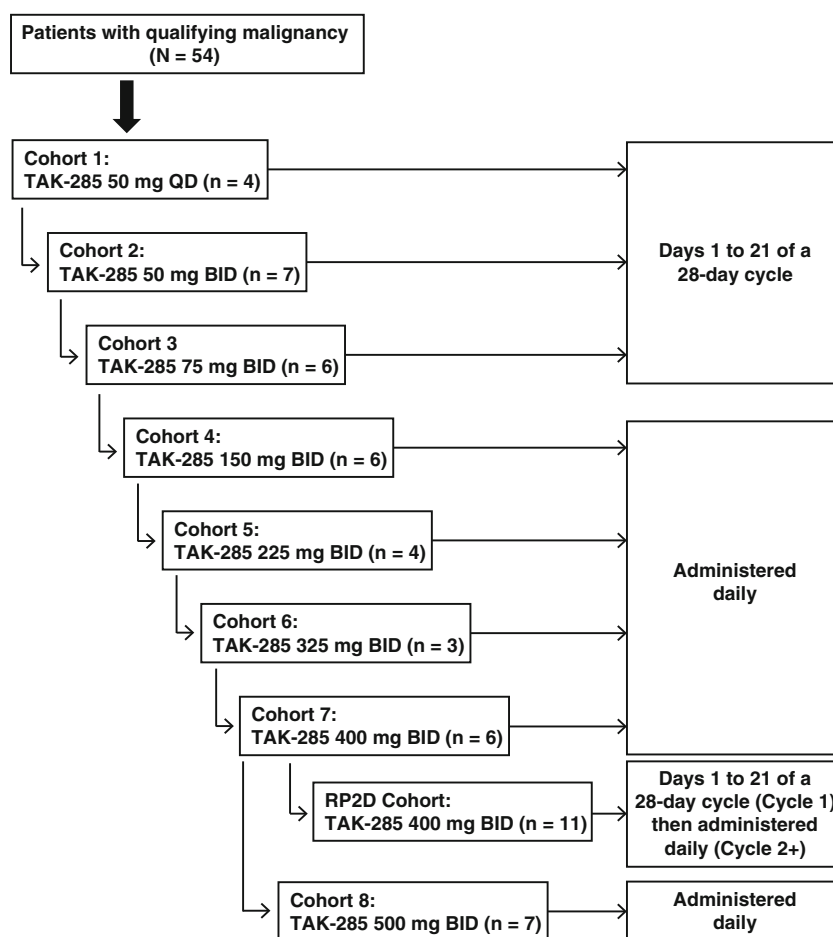 Patients with qualifying malignancy
(N = 54)
Cohort 1:
TAK-285 50 mg QD (n = 4)
Cohort 2:
TAK-285 50 mg BID (n = 7)
Cohort 3
TAK-285 75 mg BID (n = 6)
Days 1 to 21 of a
28-day cycle
Cohort 4:
TAK-285 150 mg BID (n = 6)
Cohort 5:
TAK-285 225 mg BID (n = 4)
Cohort 6:
TAK-285 325 mg BID (n = 3)
Cohort 7:
TAK-285 400 mg BID (n = 6)
Administered
daily
RP2D Cohort:
TAK-285 400 mg BID (n = 11)
Days 1 to 21 of a
28-day cycle (Cycle 1)
then administered
daily (Cycle 2+)
Cohort 8:
TAK-285 500 mg BID (n = 7)
Administered
daily